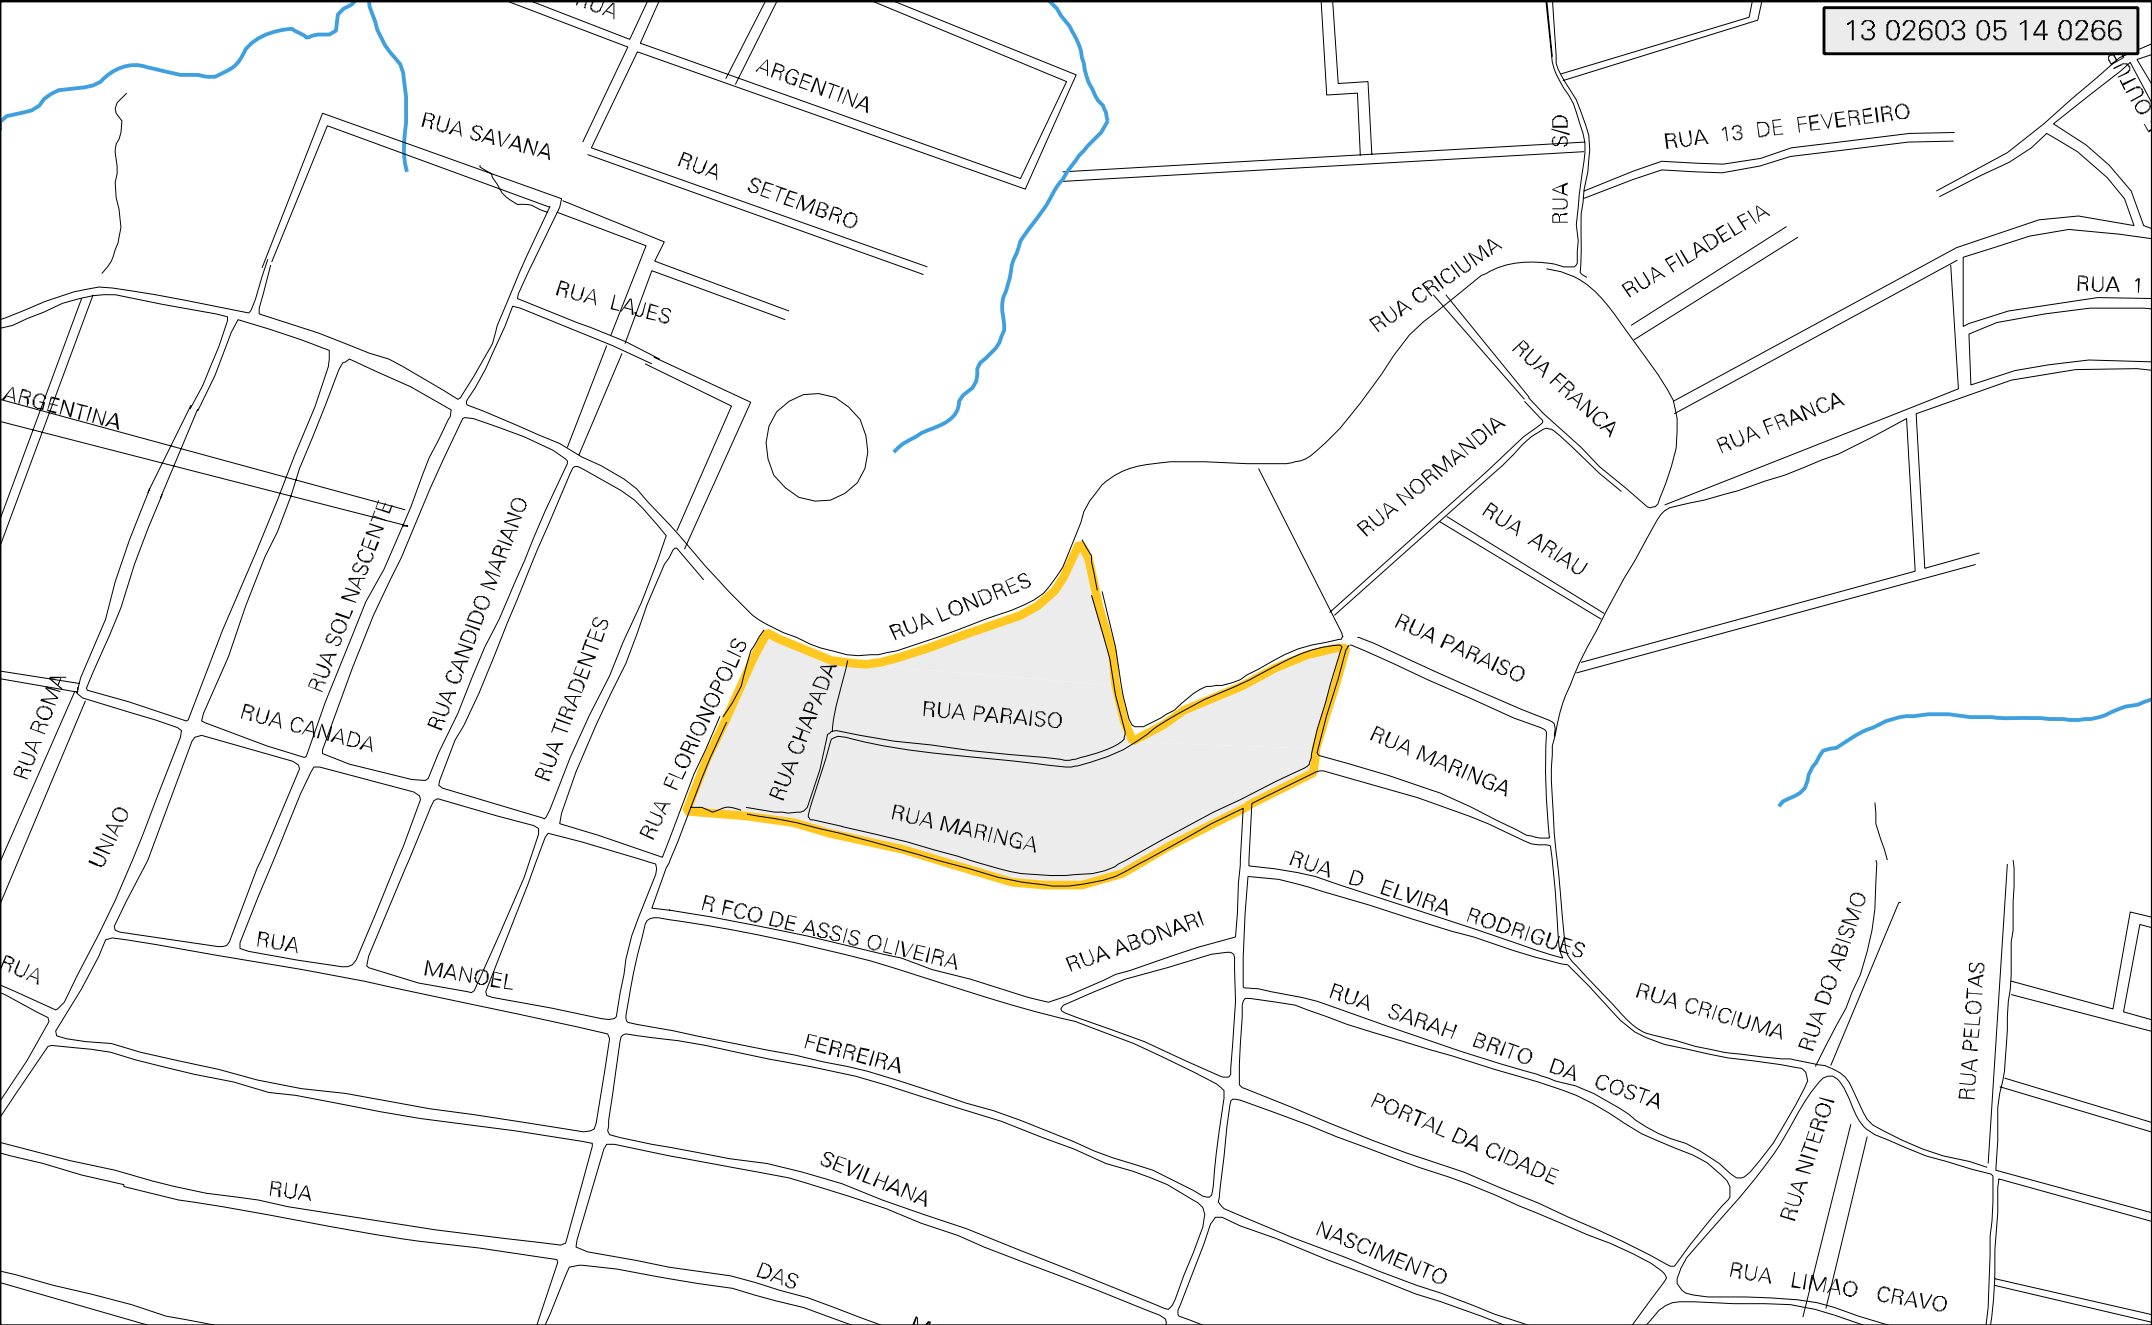 RUA
13 02603 05 14 0266
ARGENTINA
RUA SAVANA
RUA SETEMBRO
RUA S/D
RUA 13 DE FEVEREIRO
RUA FILADELFIA
RUA CRICIUMA
RUA 1
RUA LAJES
RUA FRANCA
RUA FRANCA
ARGENTINA
RUA NORMANDIA
RUA ARIAU
RUA SOL NASCENTE
RUA CANDIDO MARIANO
RUA TIRADENTES
RUA LONDRES
RUA PARAISO
RUA FLORIONOPOLIS
RUA CHAPADA
RUA PARAISO
RUA ROMA
RUA CANADA
RUA MARINGA
RUA MARINGA
UNIAO
RUA D ELVIRA RODRIGUES
R FCO DE ASSIS OLIVEIRA
RUA ABONARI
RUA
RUA
MANOEL
RUA DO ABISMO
RUA PELOTAS
RUA CRICIUMA
RUA SARAH BRITO DA COSTA
FERREIRA
PORTAL DA CIDADE
RUA NITEROI
RUA
SEVILHANA
NASCIMENTO
DAS
RUA LIMAO CRAVO